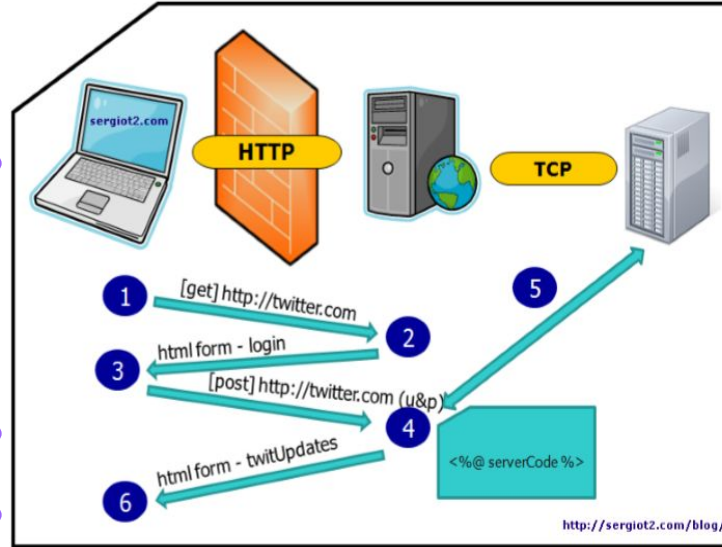 sergiot2.com
HTTP
TCP
1
[get] http://twitter.com
5
2
html form - login
3
[post] http://twitter.com (u&p)
4
<%@ serverCode %>
html form - twitUpdates
6
http://sergiot2.com/blog/